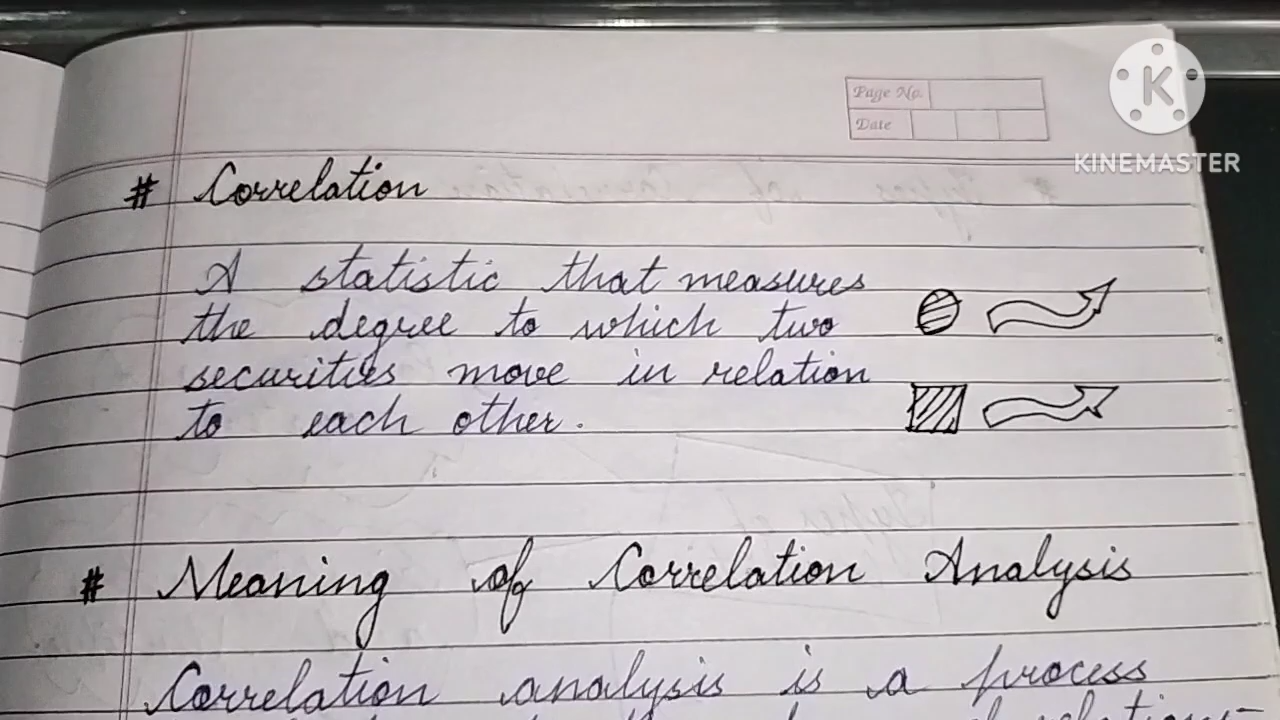 Page No.
Date
KINEMASTER
# Correlation
A statistic that measures
the degree to which two
securities move in relation
to each other.
# Meaning of Correlation Analysis
Correlation analysis is a process